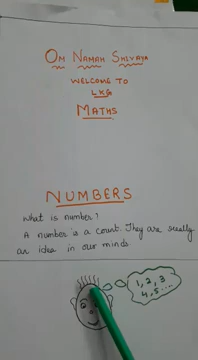 OM NAMAH SHIVAYA
WELCOME TO
LKG
MATHS
NUMBERS
What is number?
A number is a count. They are really
an idea in our minds.
1, 2, 3
4, 5....